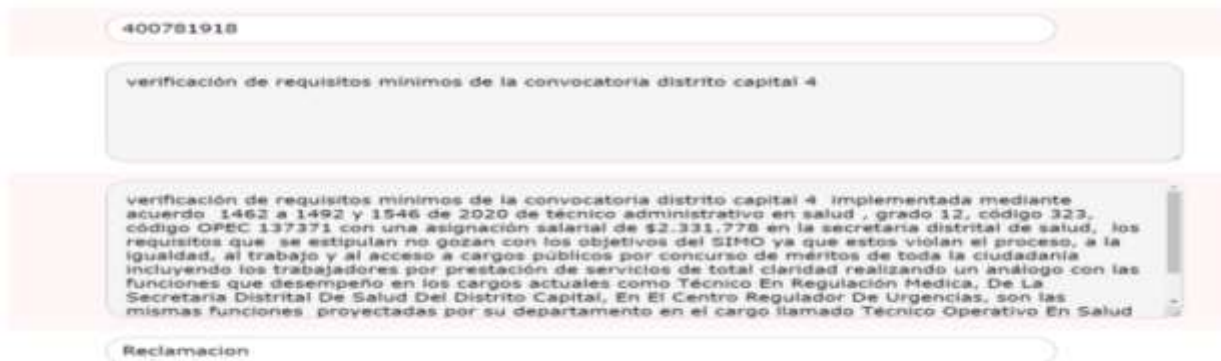 400781918
verificación de requisitos mínimos de la convocatoria distrito capital 4
verificación de requisitos mínimos de la convocatoria distrito capital 4 implementada mediante
acuerdo 1462 a 1492 y 1546 de 2020 de técnico administrativo en salud , grado 12, código 323,
código OPEC 137371 con una asignación salarial de $2.331.778 en la secretaria distrital de salud, los
requisitos que se estipulan no gozan con los objetivos del SIMO ya que estos violan el proceso, a la
igualdad, al trabajo y al acceso a cargos públicos por concurso de méritos de toda la ciudadanía
incluyendo los trabajadores por prestación de servicios de total claridad realizando un análogo con las
funciones que desempeño en los cargos actuales como Técnico En Regulación Medica, De La
Secretaria Distrital De Salud Del Distrito Capital, En El Centro Regulador De Urgencias, son las
mismas funciones proyectadas por su departamento en el cargo llamado Técnico Operativo En Salud
Reclamacion